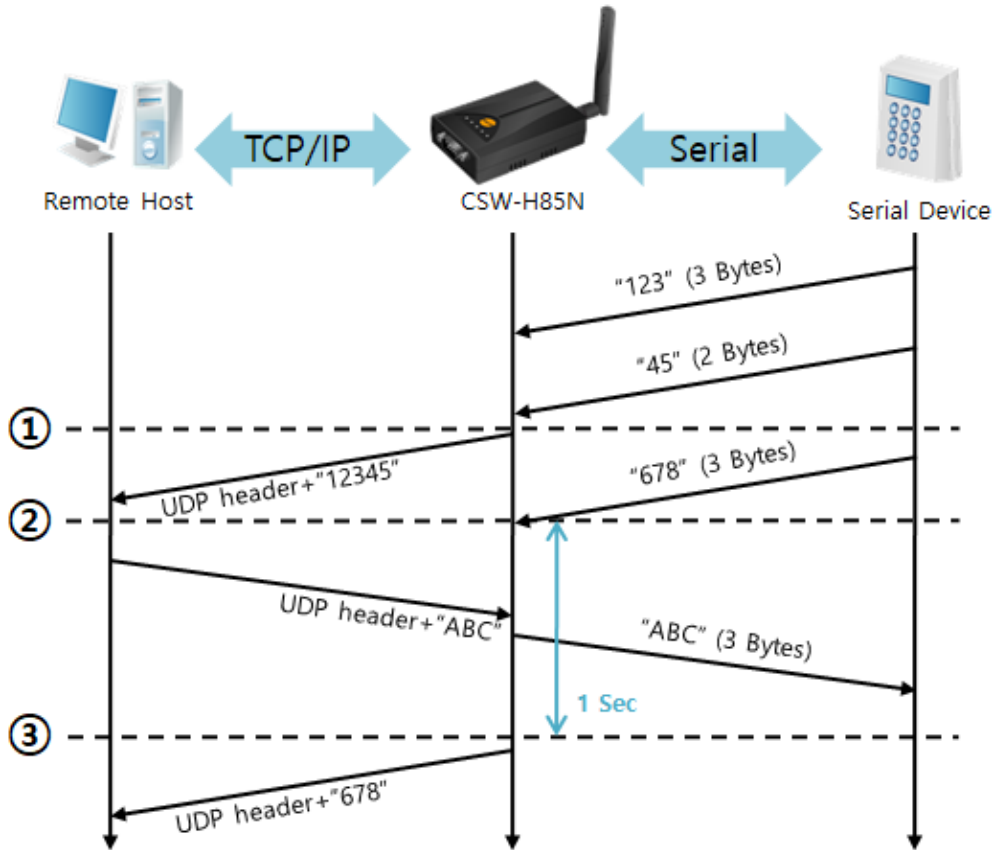 TCP/IP
Serial
Remote Host
CSW-H85N
Serial Device
"123" (3 Bytes)
"45" (2 Bytes)
①
UDP header+"12345"
"678" (3 Bytes)
②
UDP header+"ABC"
"ABC" (3 Bytes)
1 Sec
③
UDP header+"678"